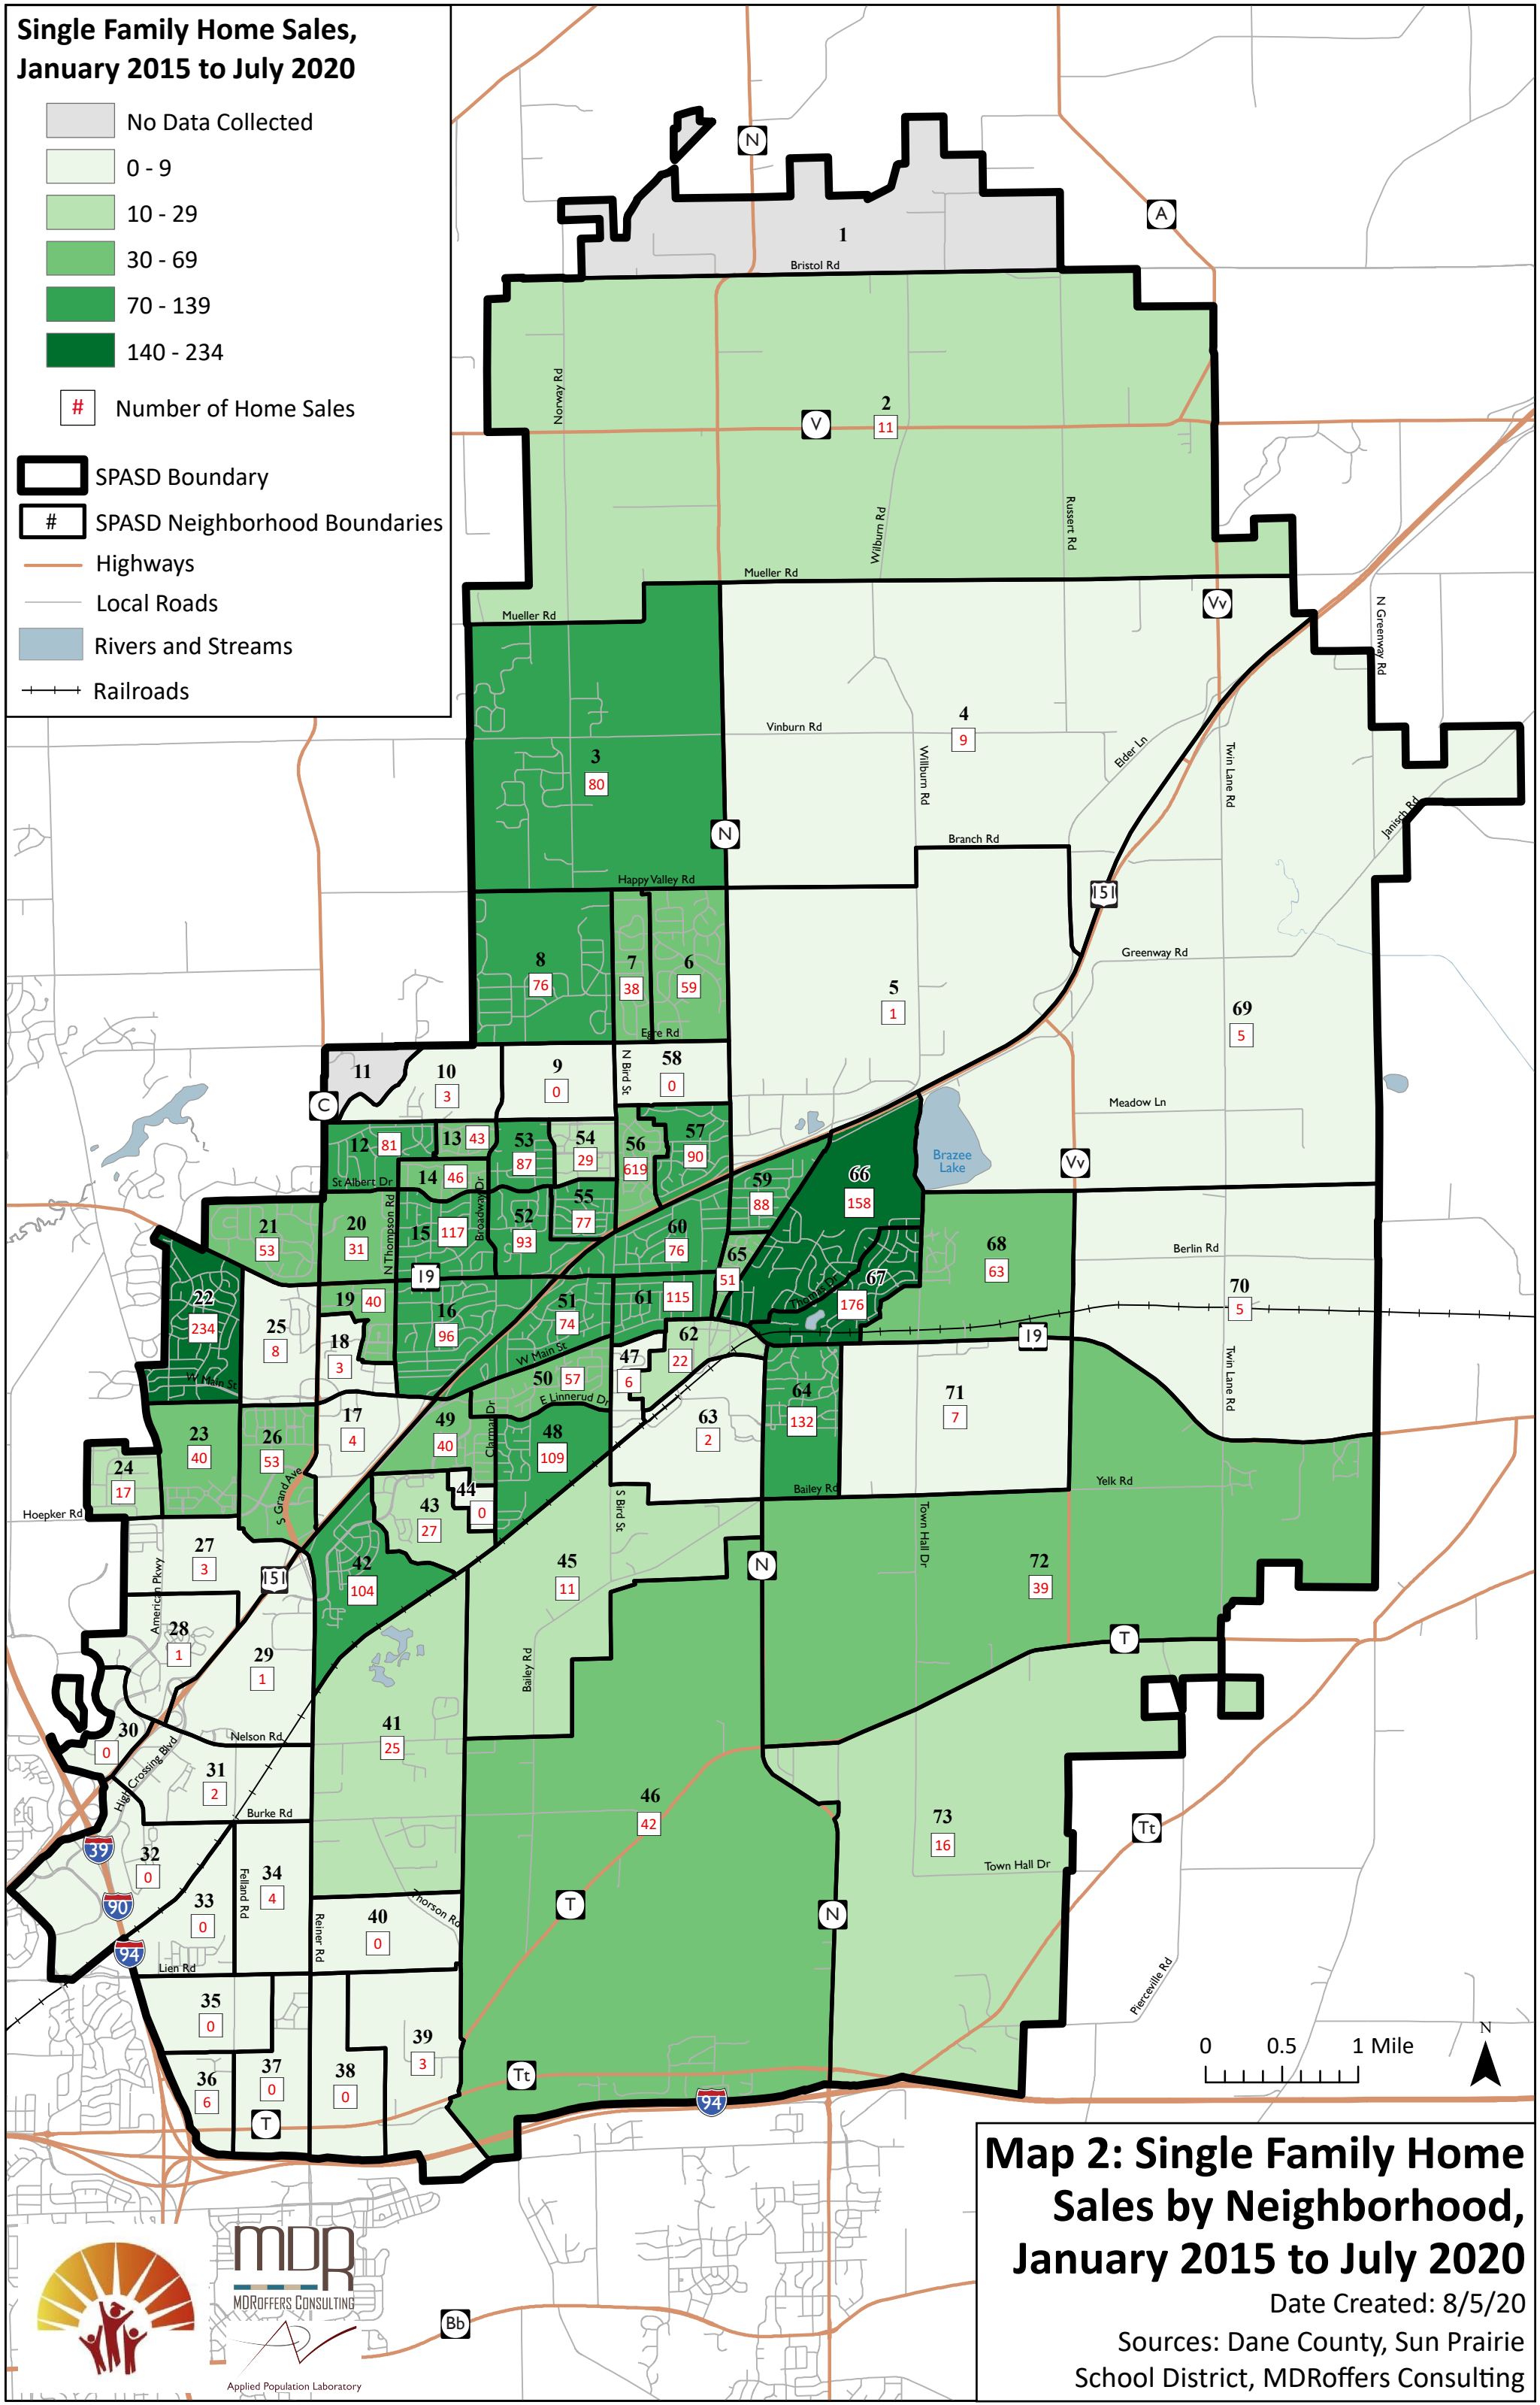 Single Family Home Sales,
January 2015 to July 2020
No Data Collected
0 - 9
10 - 29
30 - 69
70 - 139
140 - 234
# Number of Home Sales
SPASD Boundary
# SPASD Neighborhood Boundaries
Highways
Local Roads
Rivers and Streams
Railroads
N
A
1
Bristol Rd
Norway Rd
2
V
11
Wilburn Rd
Russert Rd
Mueller Rd
Mueller Rd
Vv
N Greenway Rd
4
9
Vinburn Rd
Elder Ln
Willburn Rd
Twin Lane Rd
3
80
N
Janisch Rd
Branch Rd
Happy Valley Rd
151
Greenway Rd
8
76
7
38
6
59
5
1
69
5
Egre Rd
11
10
3
9
0
N Bird St
58
0
C
Meadow Ln
12 81
13 43
53
87
54
29
56
619
57
90
Brazee
Lake
Vv
14 46
St Albert Dr
59
88
66
158
21
53
20
31
N Thompson Rd
15 117
Broadway Dr
52
93
55
77
60
76
65
51
68
63
Berlin Rd
19
22
234
25
8
19 40
18
3
16
96
51
74
61 115
67
176
Thomas Dr
70
5
W Main St
W Main St
62
22
47
6
50 57
E Linnerud Dr
19
Twin Lane Rd
23
40
26
53
17
4
49
40
Clarmar Dr
48
109
63
2
64
132
71
7
24
17
S Grand Ave
43
27
44
0
Bailey Rd
Yelk Rd
Hoepker Rd
S Bird St
Town Hall Dr
27
3
American Pkwy
151
42
104
45
11
N
72
39
28
1
29
1
Bailey Rd
T
30
0
Nelson Rd
41
25
High Crossing Blvd
31
2
Burke Rd
46
42
73
16
Tt
Town Hall Dr
39
32
0
90
33
0
Felland Rd
34
4
Reiner Rd
Thorson Rd
40
0
T
N
94
Lien Rd
Pierceville Rd
35
0
39
3
36
6
37
0
38
0
T
Tt
94
0 0.5 1 Mile
N
Map 2: Single Family Home
Sales by Neighborhood,
January 2015 to July 2020
Date Created: 8/5/20
Sources: Dane County, Sun Prairie
School District, MDRoffers Consulting
MDR
MDROFFERS CONSULTING
Applied Population Laboratory
Bb